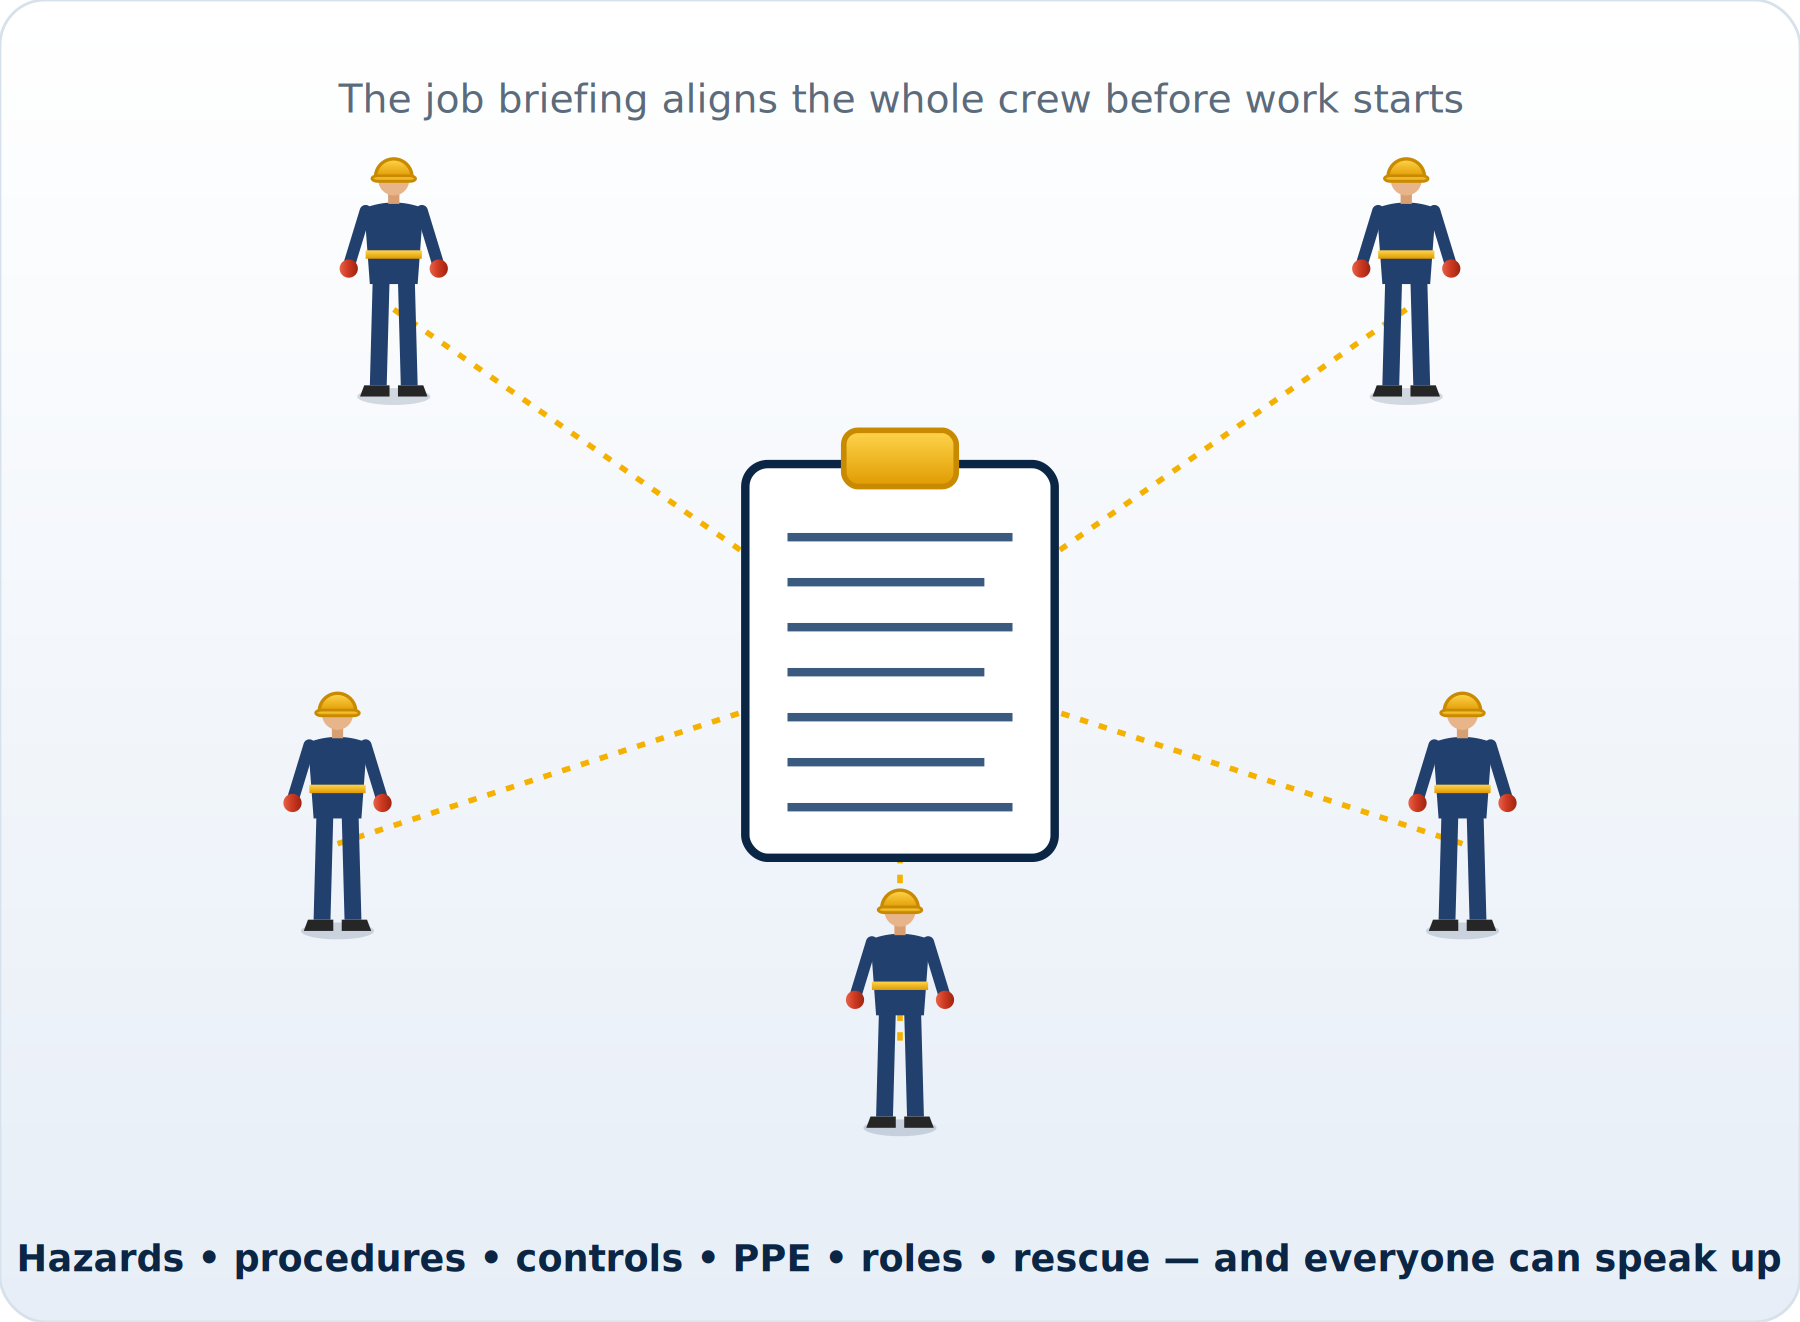 The job briefing aligns the whole crew before work starts
Hazards • procedures • controls • PPE • roles • rescue — and everyone can speak up